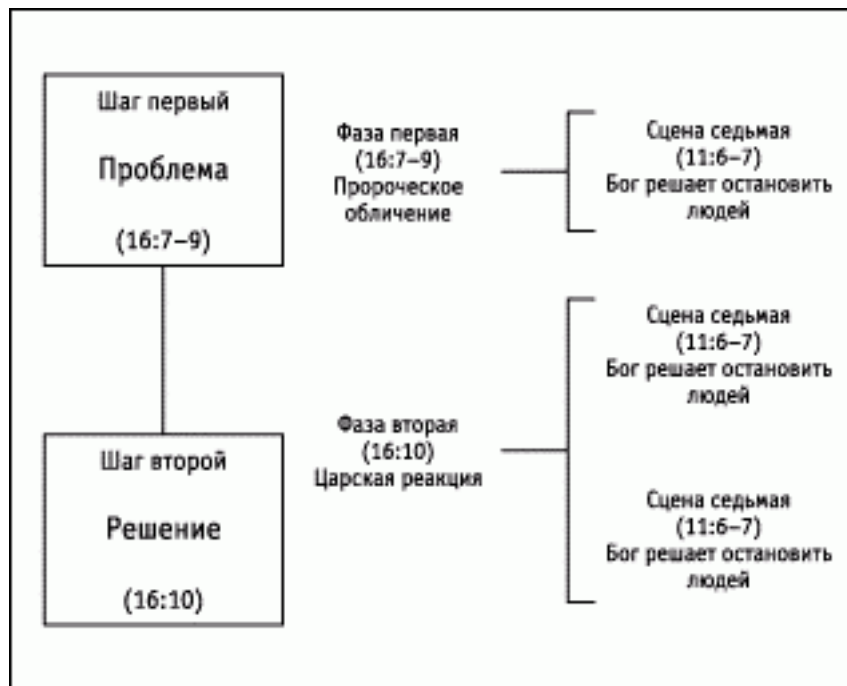 Шаг первый
Проблема
(16:7–9)
Фаза первая
(16:7–9)
Пророческое
обличение
Сцена седьмая
(11:6–7)
Бог решает остановить
людей
Сцена седьмая
(11:6–7)
Бог решает остановить
людей
Шаг второй
Решение
(16:10)
Фаза вторая
(16:10)
Царская реакция
Сцена седьмая
(11:6–7)
Бог решает остановить
людей